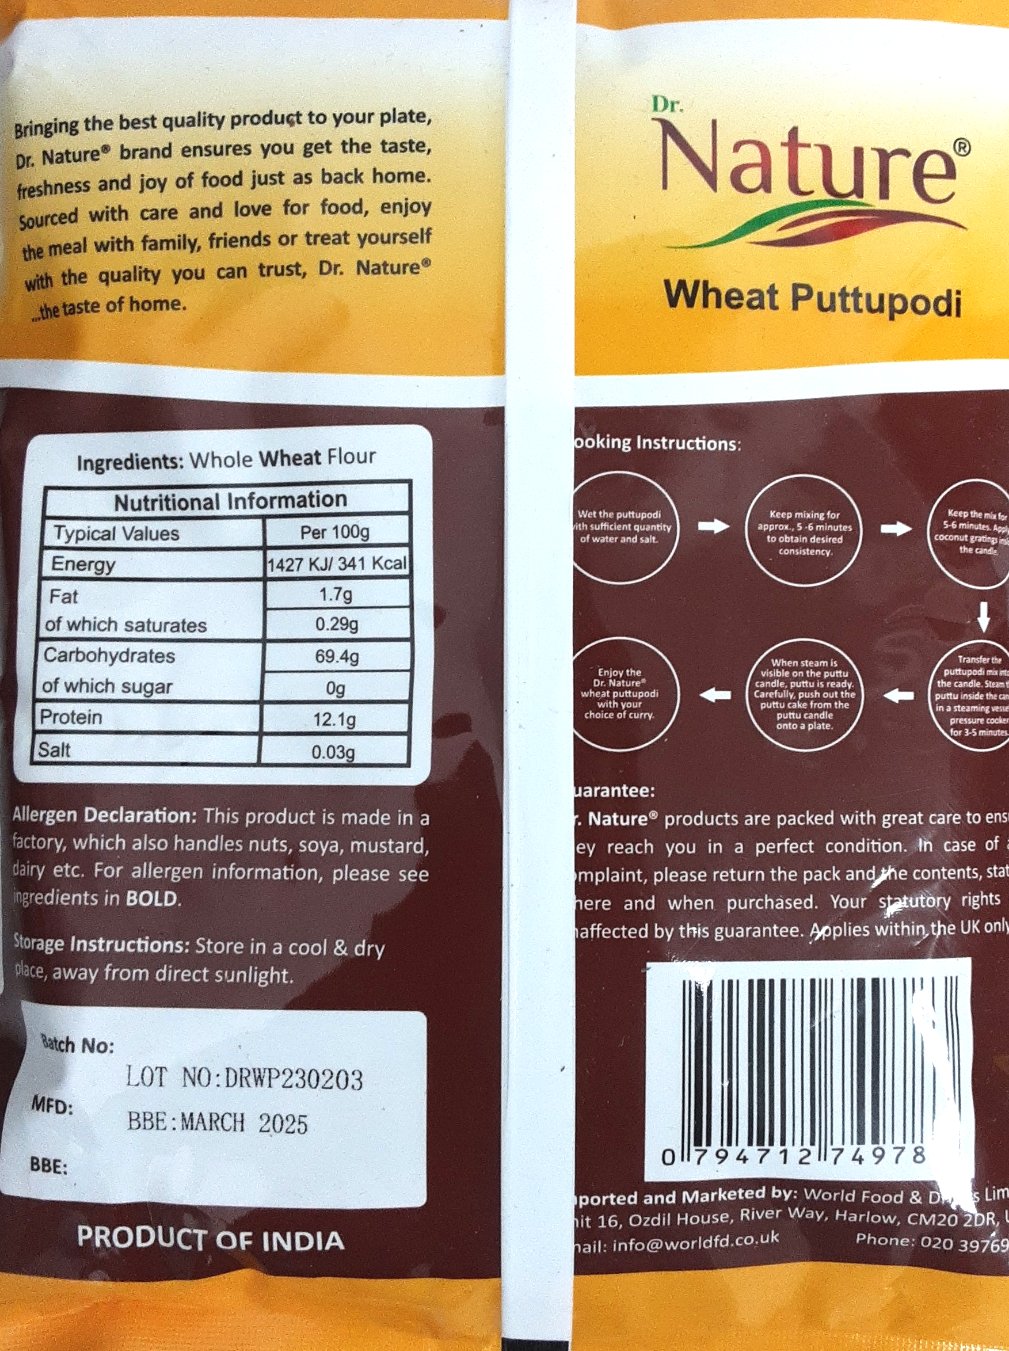 Bringing the best quality product to your plate,
Dr. Nature® brand ensures you get the taste,
freshness and joy of food just as back home.
Sourced with care and love for food, enjoy
the meal with family, friends or treat yourself
with the quality you can trust, Dr. Nature®
...the taste of home.
Ingredients: Whole Wheat Flour
Nutritional Information
Typical Values Per 100g
Energy 1427 KJ/ 341 Kcal
Fat 1.7g
of which saturates 0.29g
Carbohydrates 69.4g
of which sugar 0g
Protein 12.1g
Salt 0.03g
Allergen Declaration: This product is made in a
factory, which also handles nuts, soya, mustard,
dairy etc. For allergen information, please see
ingredients in BOLD.
Storage Instructions: Store in a cool & dry
place, away from direct sunlight.
Batch No:
LOT NO:DRWP230203
MFD:
BBE:MARCH 2025
BBE:
PRODUCT OF INDIA
Dr.
Nature®
Wheat Puttupodi
ooking Instructions:
Wet the puttupodi
ith sufficient quantity
of water and salt.
Keep mixing for
approx., 5 -6 minutes
to obtain desired
consistency.
Keep the mix for
5-6 minutes. Apply
coconut gratings
the candle.
Transfer the
puttupodi mix
the candle. Steam
puttu inside the
in a steaming
pressure cooker
for 3-5 minutes.
When steam is
visible on the puttu
candle, puttu is ready.
Carefully, push out the
puttu cake from the
puttu candle
onto a plate.
Enjoy the
Dr. Nature®
wheat puttupodi
with your
choice of curry.
uarantee:
r. Nature® products are packed with great care to ens
ey reach you in a perfect condition. In case of a
mplaint, please return the pack and the contents, stat
here and when purchased. Your statutory rights
naffected by this guarantee. Applies within the UK only
0 794712 74978
ported and Marketed by: World Food & Lim
nit 16, Ozdil House, River Way, Harlow, CM20 2DR,
ail: info@worldfd.co.uk Phone: 020 39769